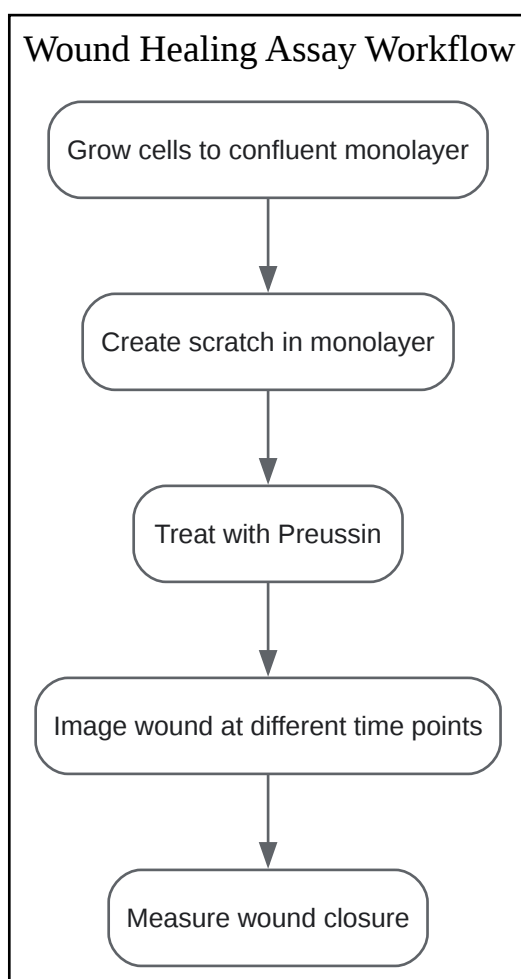 Wound Healing Assay Workflow
Grow cells to confluent monolayer
Create scratch in monolayer
Treat with Preussin
Image wound at different time points
Measure wound closure